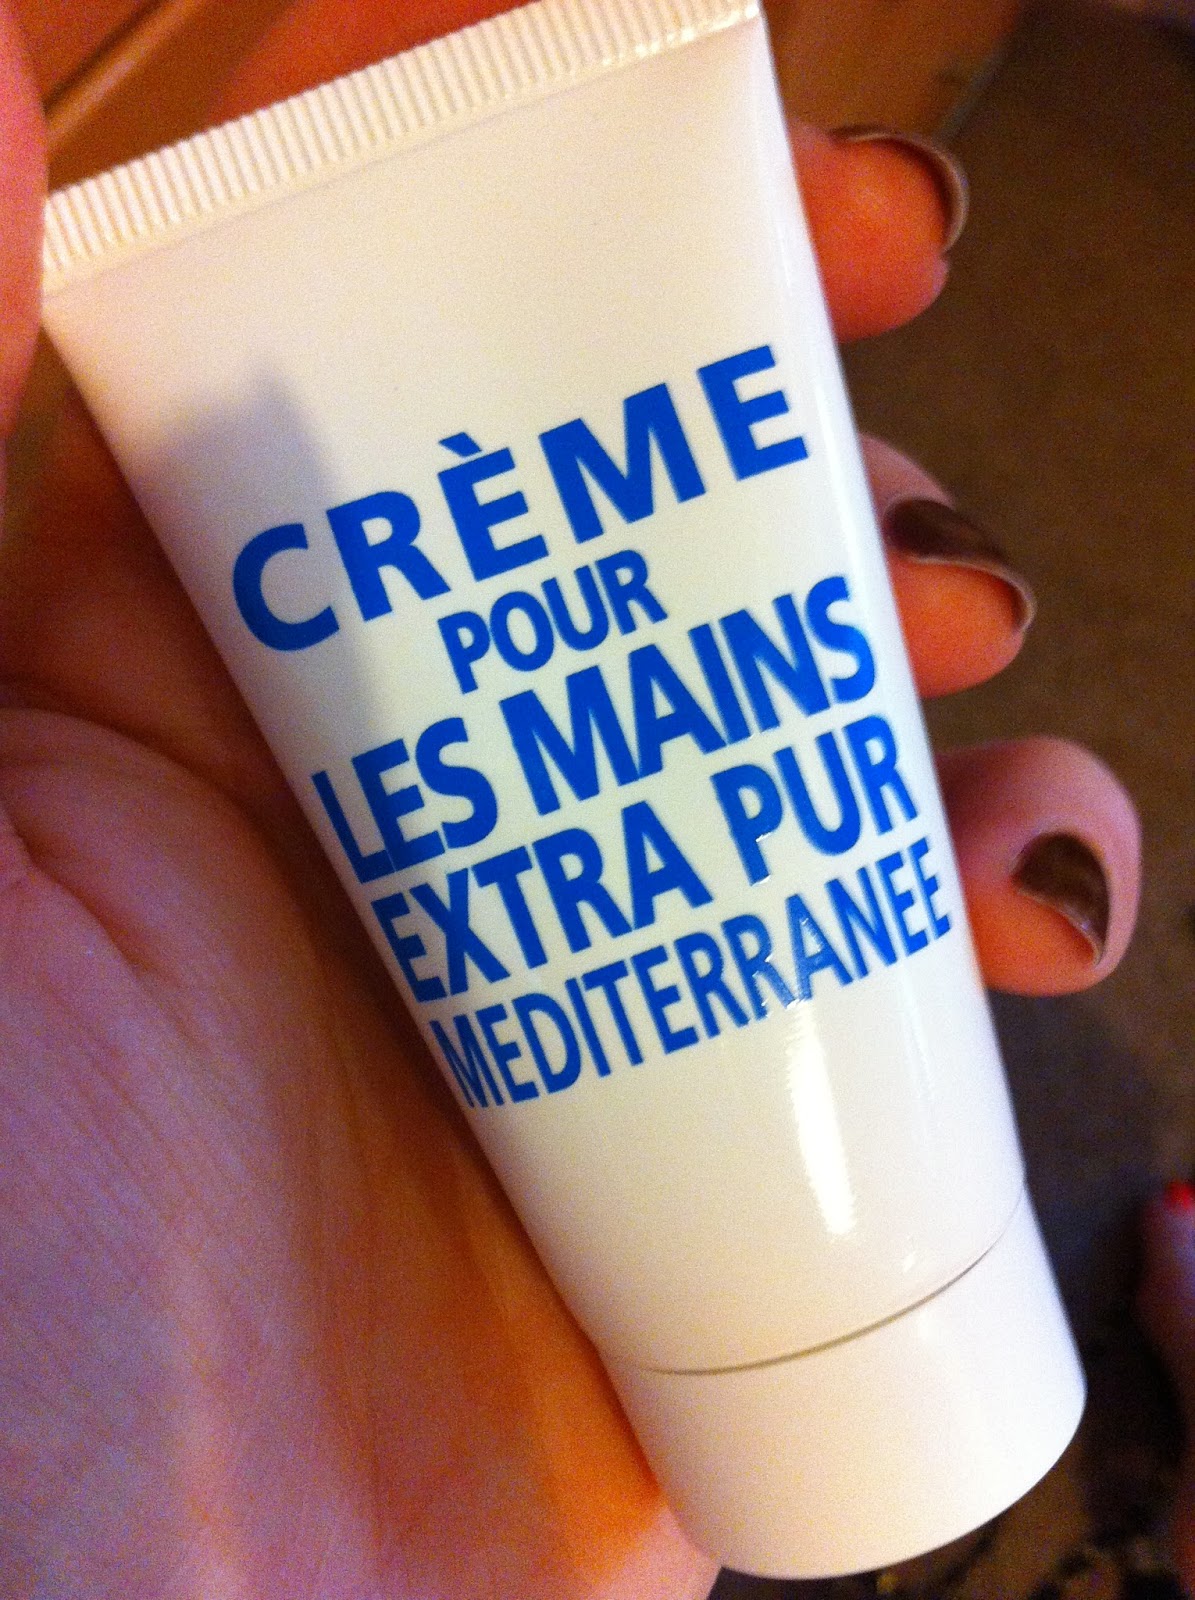 CRÈME
POUR
LES MAINS
EXTRA PUR
MEDITERRANEE